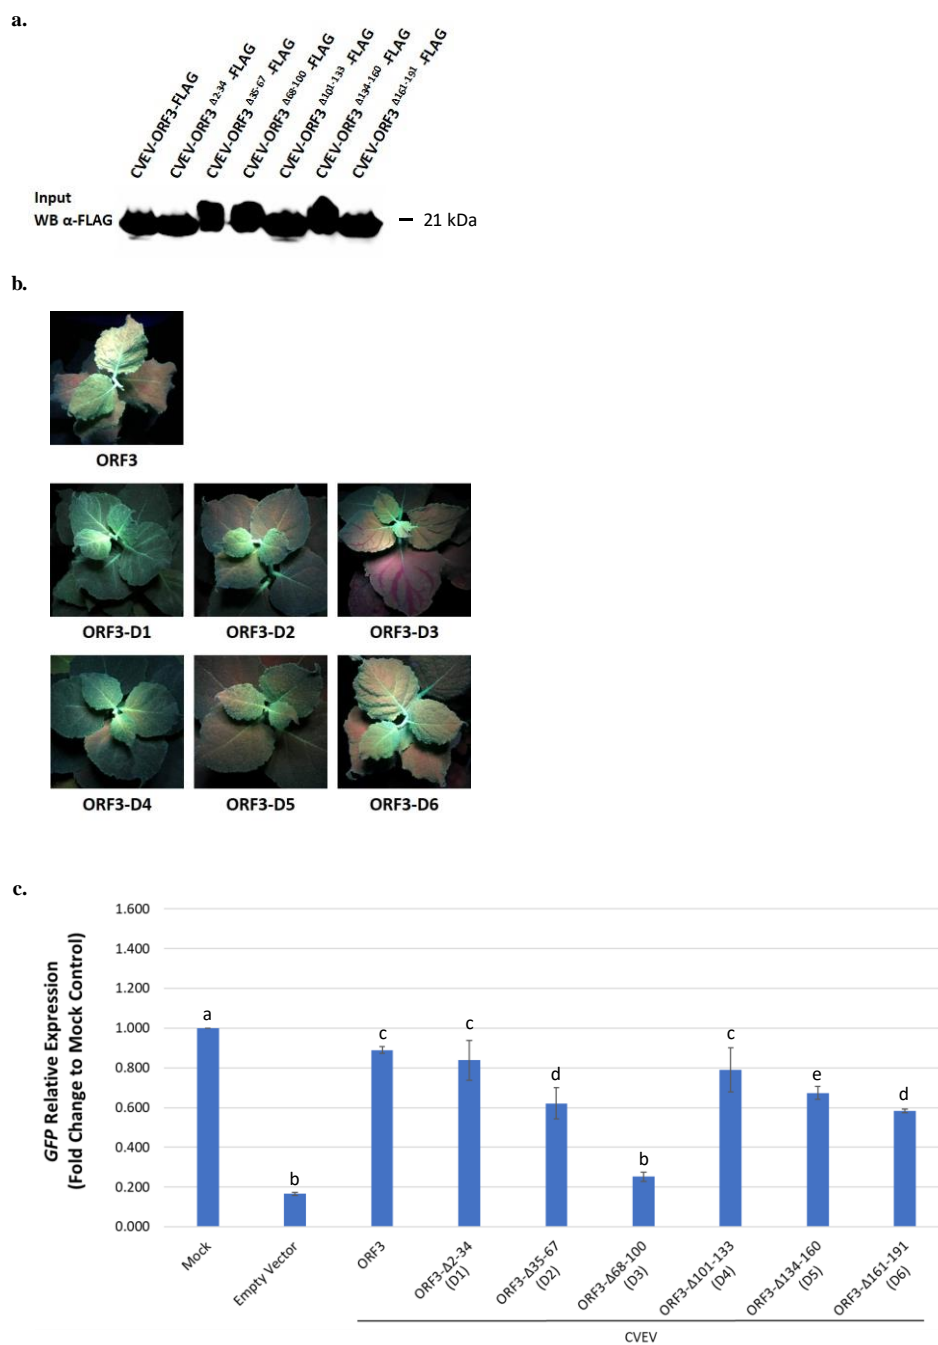 a.
CVEV-ORF3-FLAG
CVEV-ORF3 Δ2-34 -FLAG
CVEV-ORF3 Δ35-67 -FLAG
CVEV-ORF3 Δ68-100 -FLAG
CVEV-ORF3 Δ101-133 -FLAG
CVEV-ORF3 Δ134-160 -FLAG
CVEV-ORF3 Δ161-191 -FLAG
Input
WB α-FLAG
21 kDa
b.
ORF3
ORF3-D1 ORF3-D2 ORF3-D3
ORF3-D4 ORF3-D5 ORF3-D6
c.
GFP Relative Expression
(Fold Change to Mock Control)
1.600
1.400
1.200
1.000
0.800
0.600
0.400
0.200
0.000
a
b
c
c
d
b
c
e
d
Mock
Empty Vector
ORF3
ORF3-Δ2-34
(D1)
ORF3-Δ35-67
(D2)
ORF3-Δ68-100
(D3)
ORF3-Δ101-133
(D4)
ORF3-Δ134-160
(D5)
ORF3-Δ161-191
(D6)
CVEV